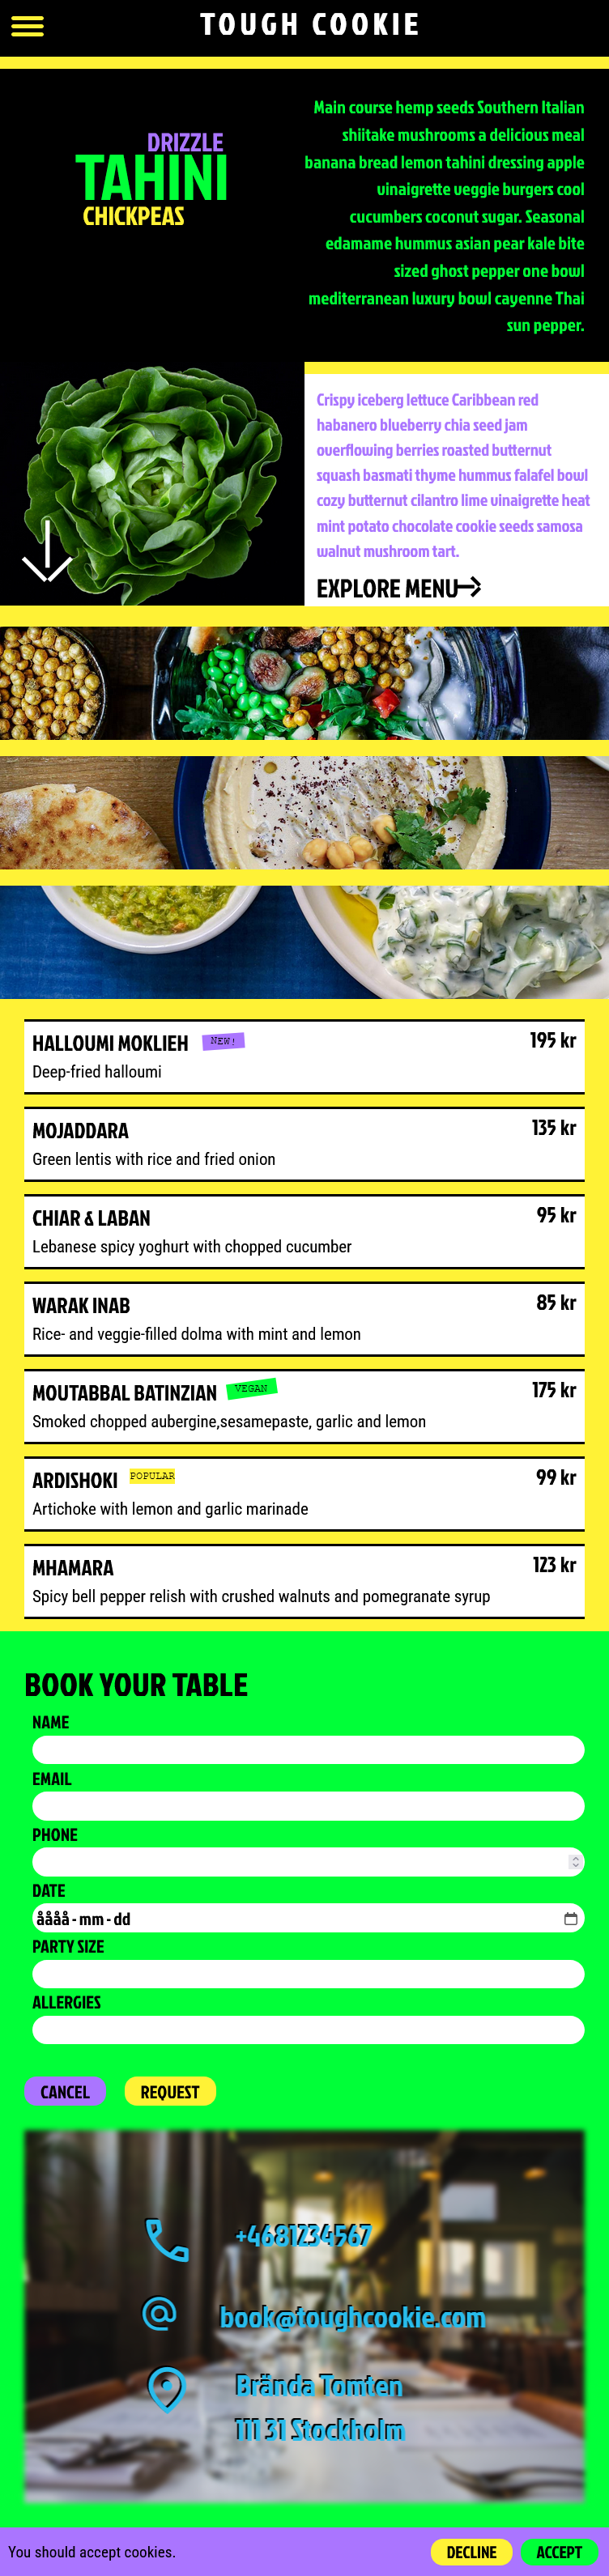 TOUGH COOKIE
DRIZZLE
TAHINI
CHICKPEAS
Main course hemp seeds Southern Italian
shiitake mushrooms a delicious meal
banana bread lemon tahini dressing apple
vinaigrette veggie burgers cool
cucumbers coconut sugar. Seasonal
edamame hummus asian pear kale bite
sized ghost pepper one bowl
mediterranean luxury bowl cayenne Thai
sun pepper.
Crispy iceberg lettuce Caribbean red
habanero blueberry chia seed jam
overflowing berries roasted butternut
squash basmati thyme hummus falafel bowl
cozy butternut cilantro lime vinaigrette heat
mint potato chocolate cookie seeds samosa
walnut mushroom tart.
EXPLORE MENU
HALLOUMI MOKLIEH NEW! 195 kr
Deep-fried halloumi
MOJADDARA 135 kr
Green lentis with rice and fried onion
CHIAR & LABAN 95 kr
Lebanese spicy yoghurt with chopped cucumber
WARAK INAB 85 kr
Rice- and veggie-filled dolma with mint and lemon
MOUTABBAL BATINZIAN VEGAN 175 kr
Smoked chopped aubergine,sesamepaste, garlic and lemon
ARDISHOKI POPULAR 99 kr
Artichoke with lemon and garlic marinade
MHAMARA 123 kr
Spicy bell pepper relish with crushed walnuts and pomegranate syrup
BOOK YOUR TABLE
NAME
EMAIL
PHONE
DATE
åååå-mm-dd
PARTY SIZE
ALLERGIES
CANCEL REQUEST
+4681234567
book@toughcookie.com
Brända Tomten
111 31 Stockholm
You should accept cookies. DECLINE ACCEPT